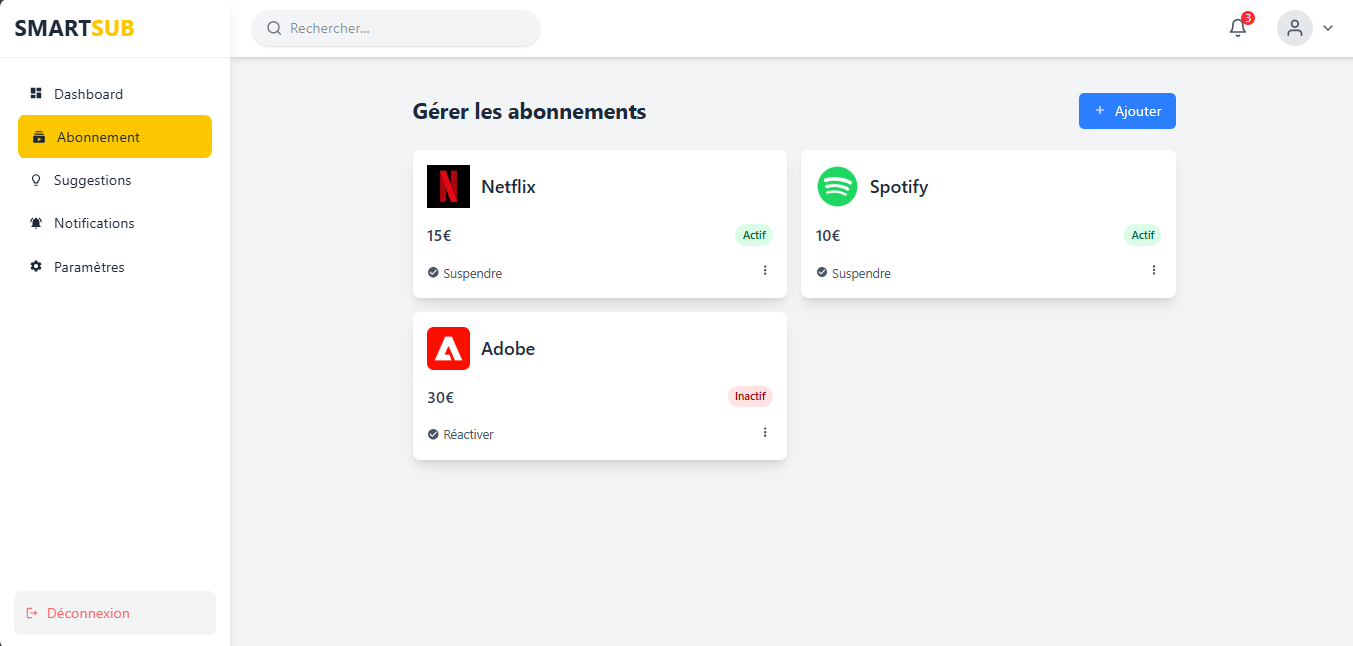 SMARTSUB
Rechercher...
3
Dashboard
Abonnement
Suggestions
Notifications
Paramètres
Déconnexion
Gérer les abonnements
+ Ajouter
Netflix
15€
Actif
Suspendre
Spotify
10€
Actif
Suspendre
Adobe
30€
Inactif
Réactiver